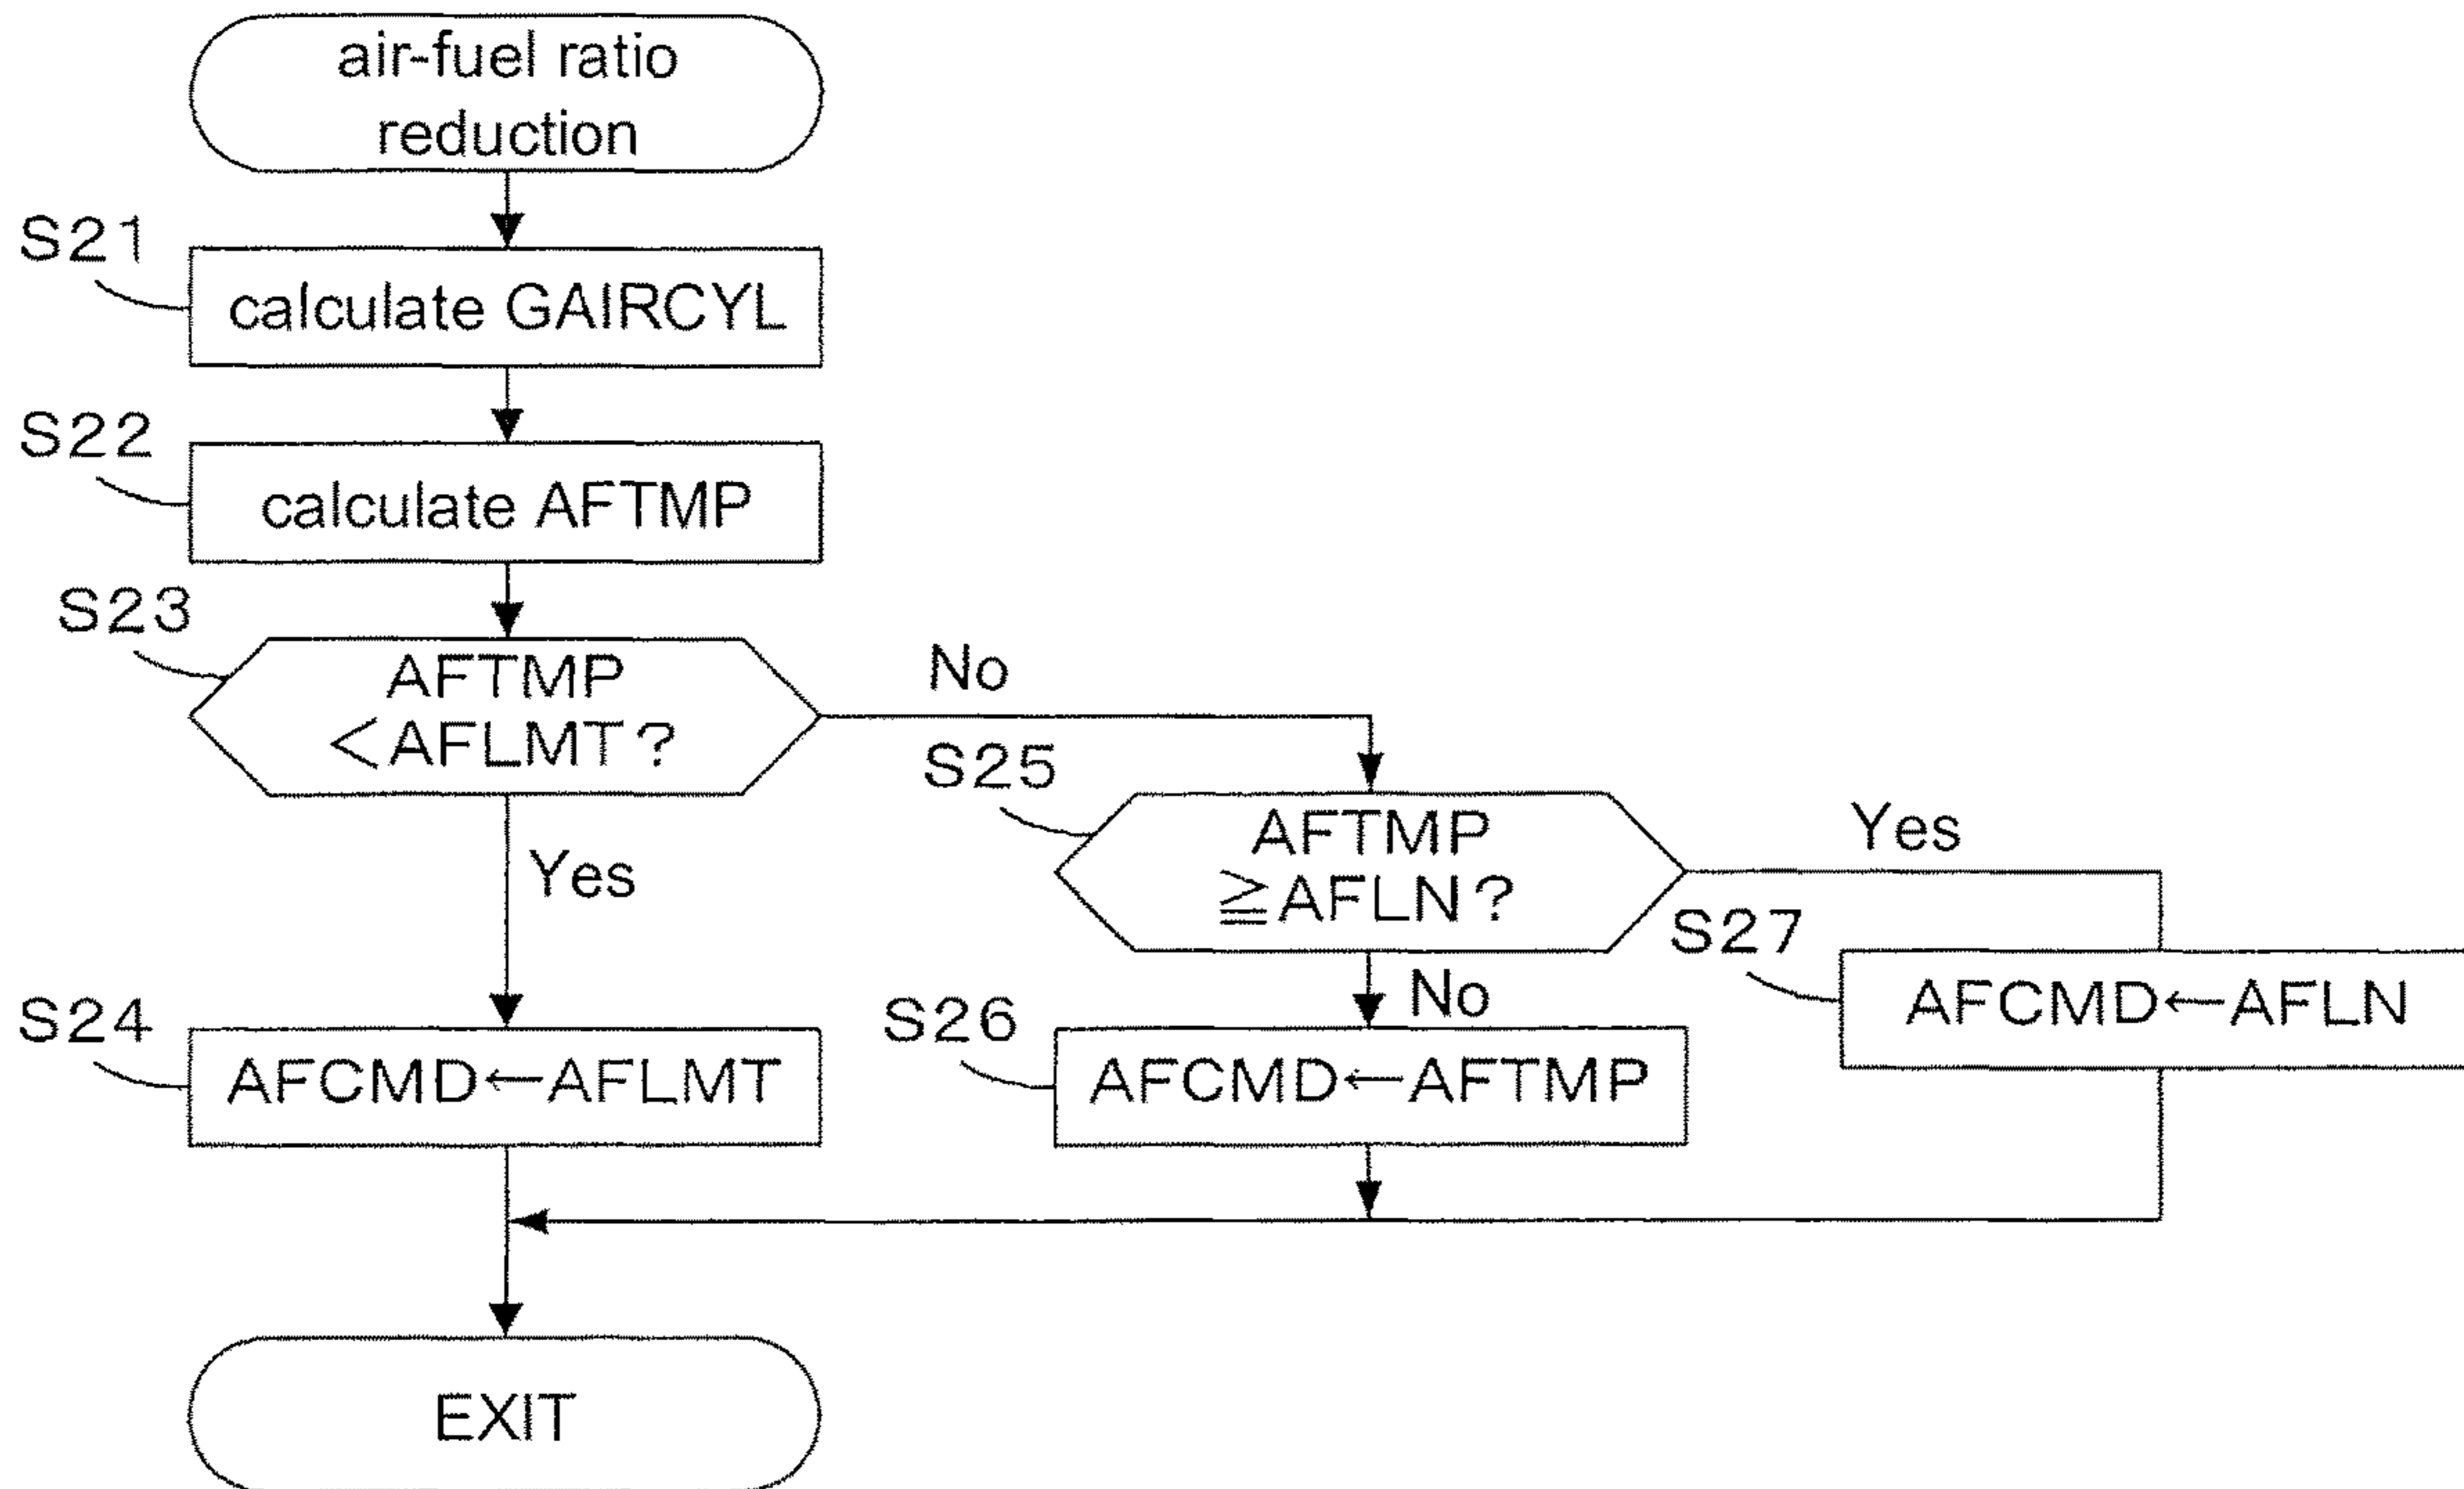 air-fuel ratio
reduction
S21
calculate GAIRCYL
S22
calculate AFTMP
S23
AFTMP
<AFLMT?
No
Yes
S25
AFTMP
≧AFLN?
Yes
No
S24
AFCMD←AFLMT
S26
AFCMD←AFTMP
S27
AFCMD←AFLN
EXIT